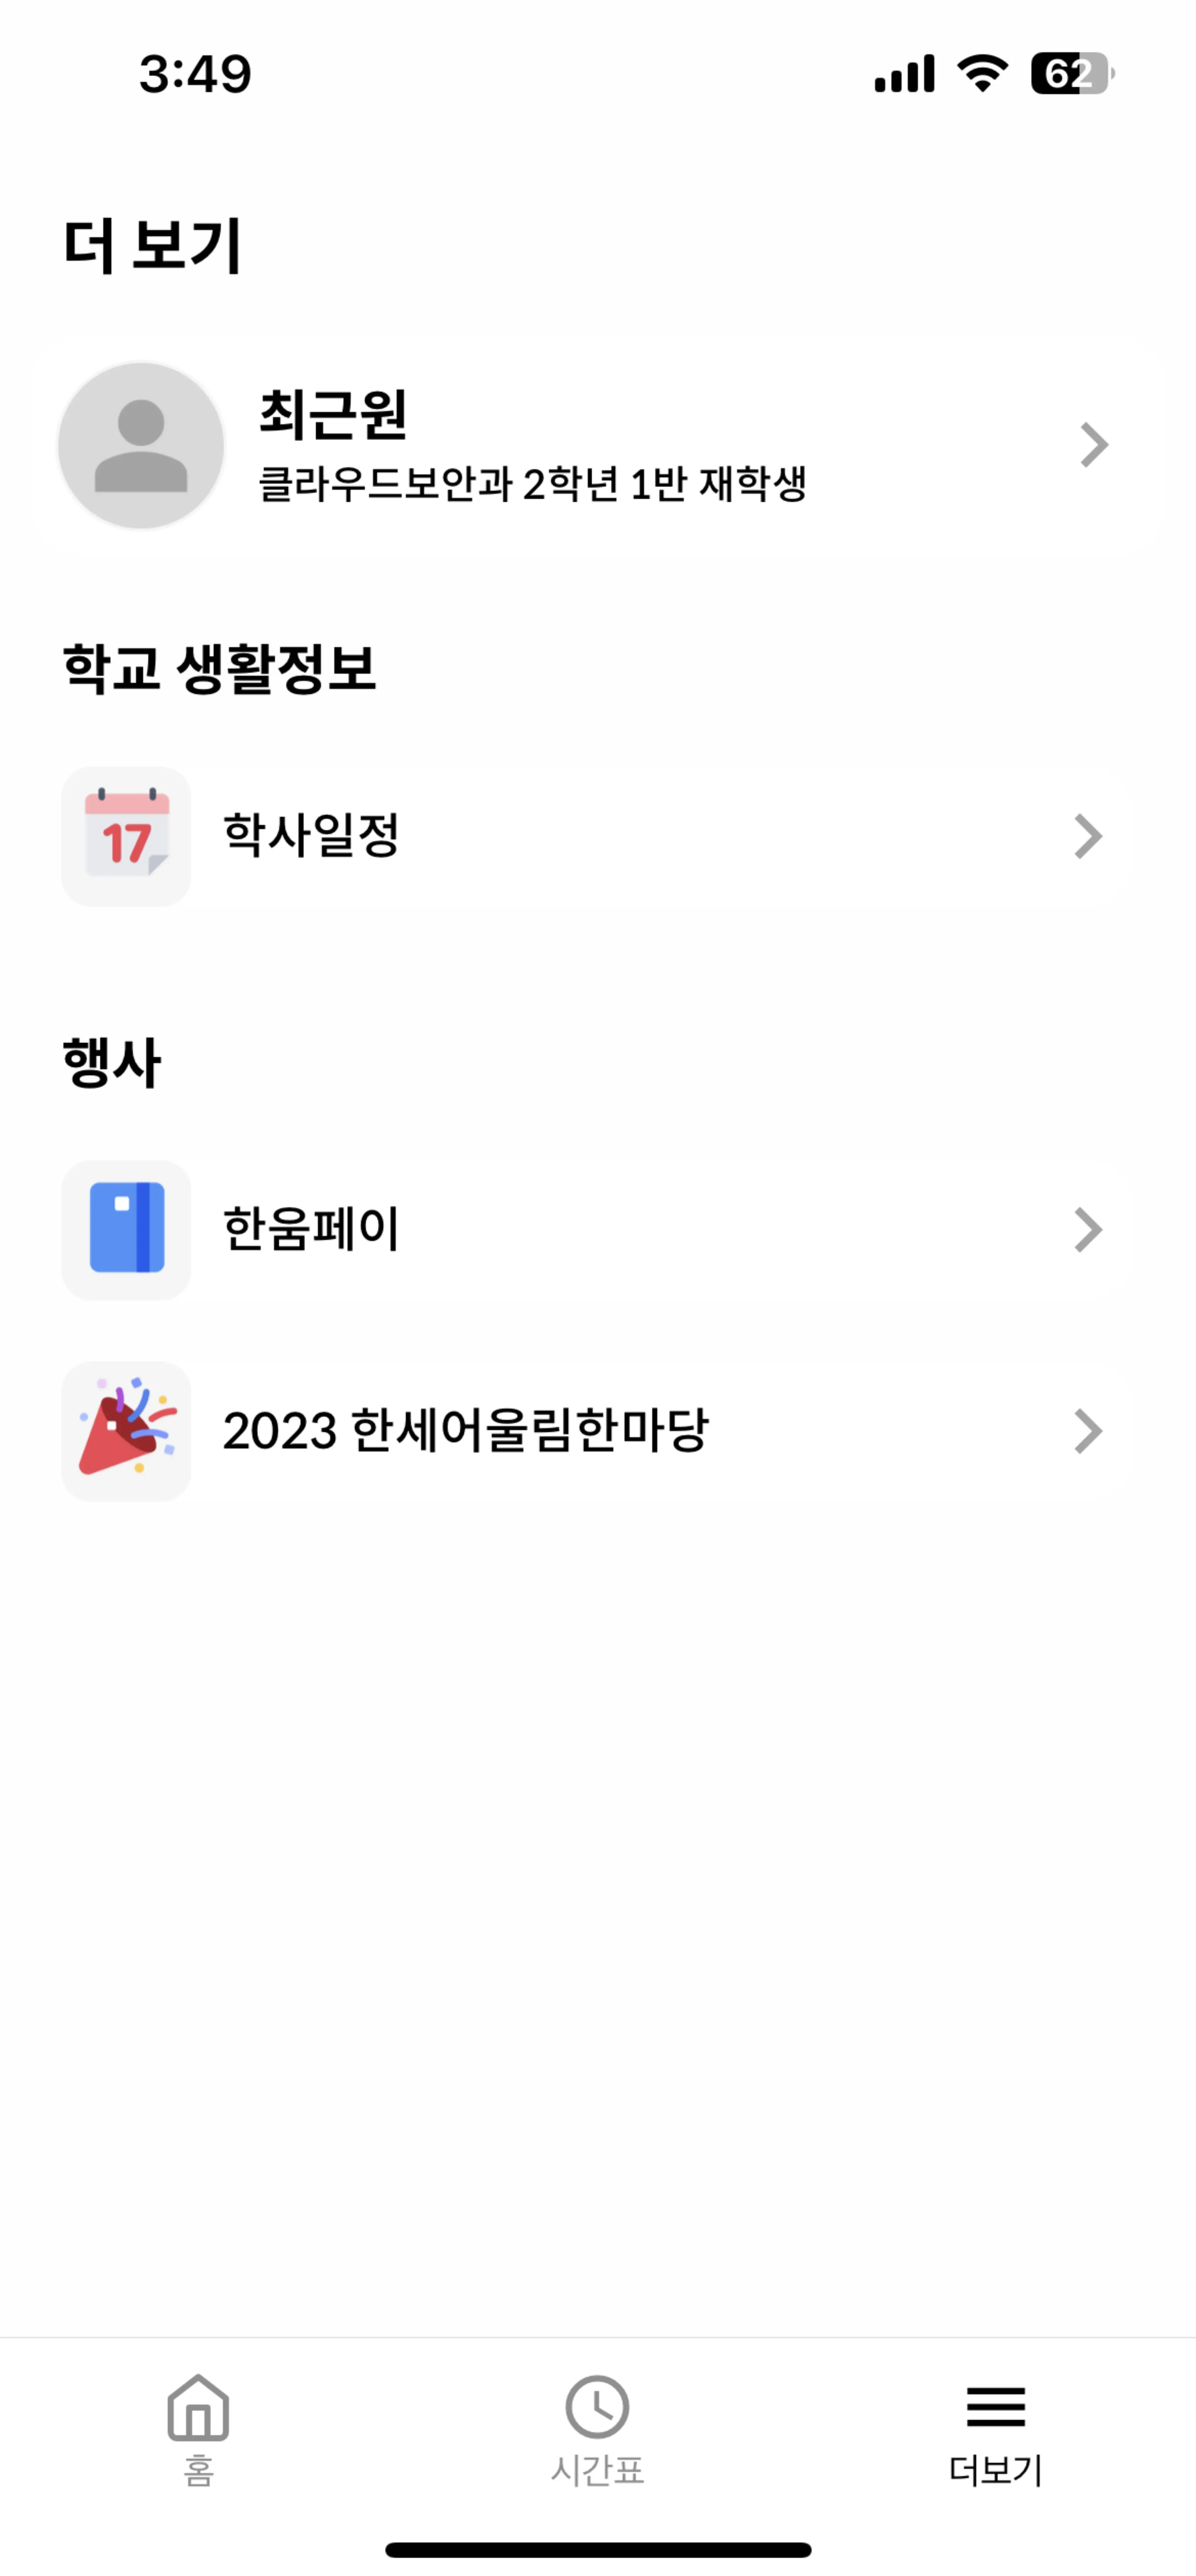 3:49
62
더 보기
최근원
클라우드보안과 2학년 1반 재학생
학교 생활정보
17
학사일정
행사
한움페이
2023 한세어울림한마당
홈
시간표
더보기